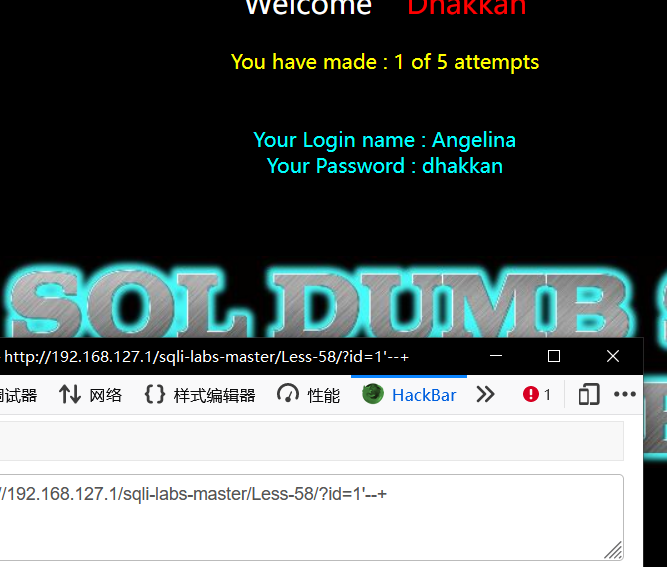 Welcome Dhakkan
You have made : 1 of 5 attempts
Your Login name : Angelina
Your Password : dhakkan
SQL DUMB S
http://192.168.127.1/sqli-labs-master/Less-58/?id=1'--+
调试器 网络 {} 样式编辑器 性能 HackBar 1
//192.168.127.1/sqli-labs-master/Less-58/?id=1'--+